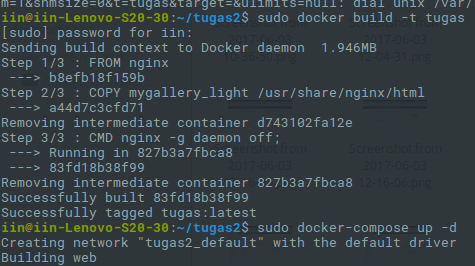 m=1&shmsize=0&t=tugas&target=&ulimits=null: dial unix /var/
iin@iin-Lenovo-S20-30:~/tugas2$ sudo docker build -t tugas
[sudo] password for iin:
Sending build context to Docker daemon  1.946MB
Step 1/3 : FROM nginx
 ---> b8efb18f159b
Step 2/3 : COPY mygallery_light /usr/share/nginx/html
 ---> a44d7c3cfd71
Removing intermediate container d743102fa12e
Step 3/3 : CMD nginx -g daemon off;
 ---> Running in 827b3a7fbca8
 ---> 83fd18b38f99
Removing intermediate container 827b3a7fbca8
Successfully built 83fd18b38f99
Successfully tagged tugas:latest
iin@iin-Lenovo-S20-30:~/tugas2$ sudo docker-compose up -d
Creating network "tugas2_default" with the default driver
Building web